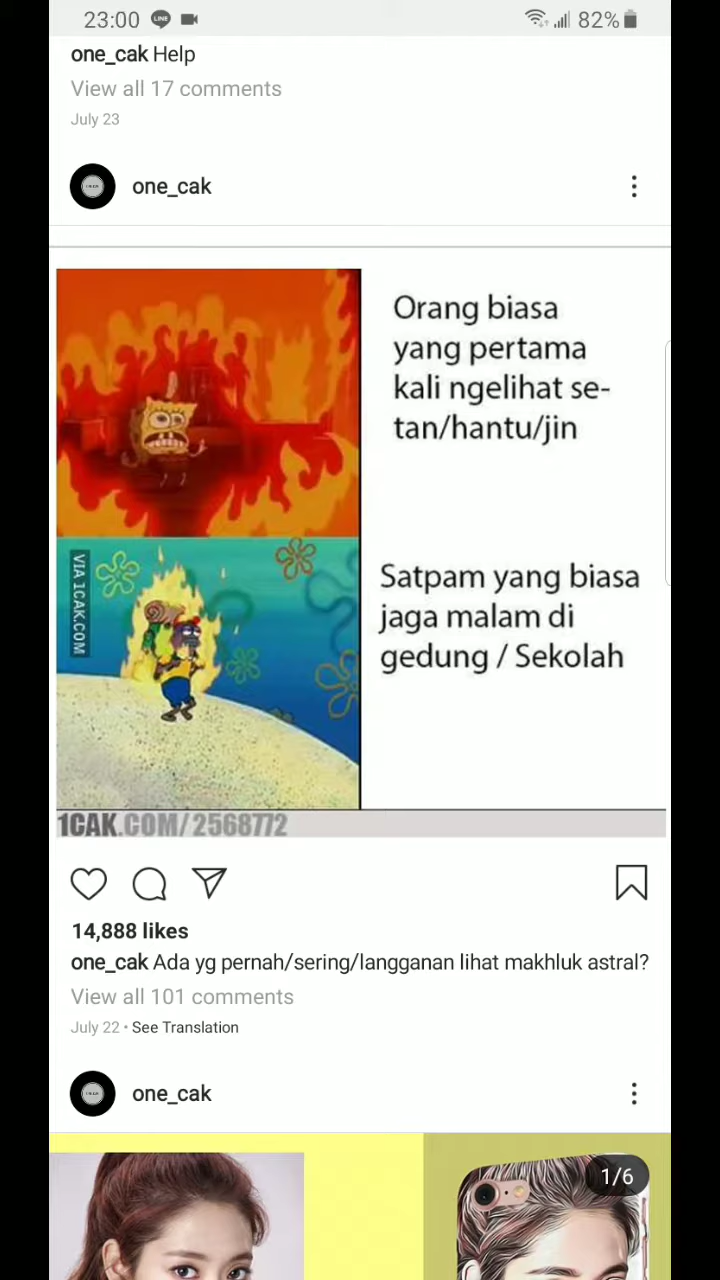 23:00 LINE 82%
one_cak Help
View all 17 comments
July 23
one_cak
Orang biasa
yang pertama
kali ngelihat se-
tan/hantu/jin
VIA 1CAK.COM
Satpam yang biasa
jaga malam di
gedung / Sekolah
1CAK.COM/2568772
14,888 likes
one_cak Ada yg pernah/sering/langganan lihat makhluk astral?
View all 101 comments
July 22 • See Translation
one_cak
1/6